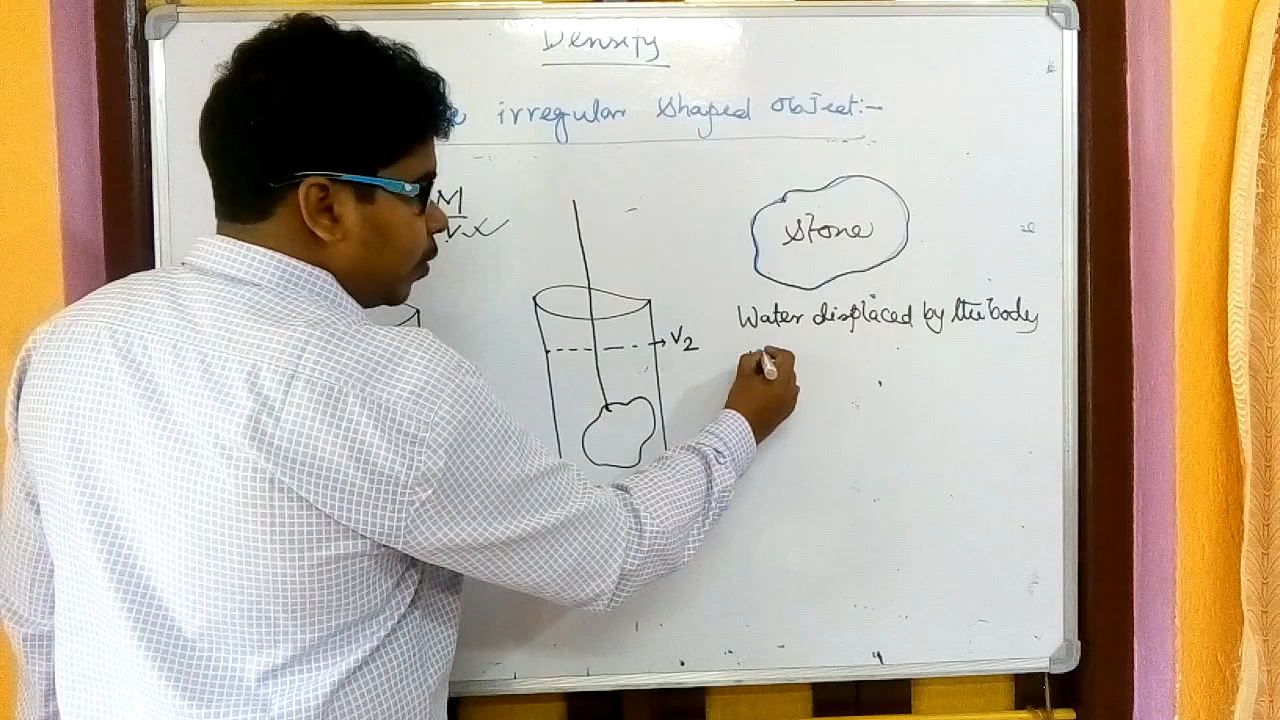 Density
irregular shaped object:-
M
V
stone
Water displaced by the body
V2